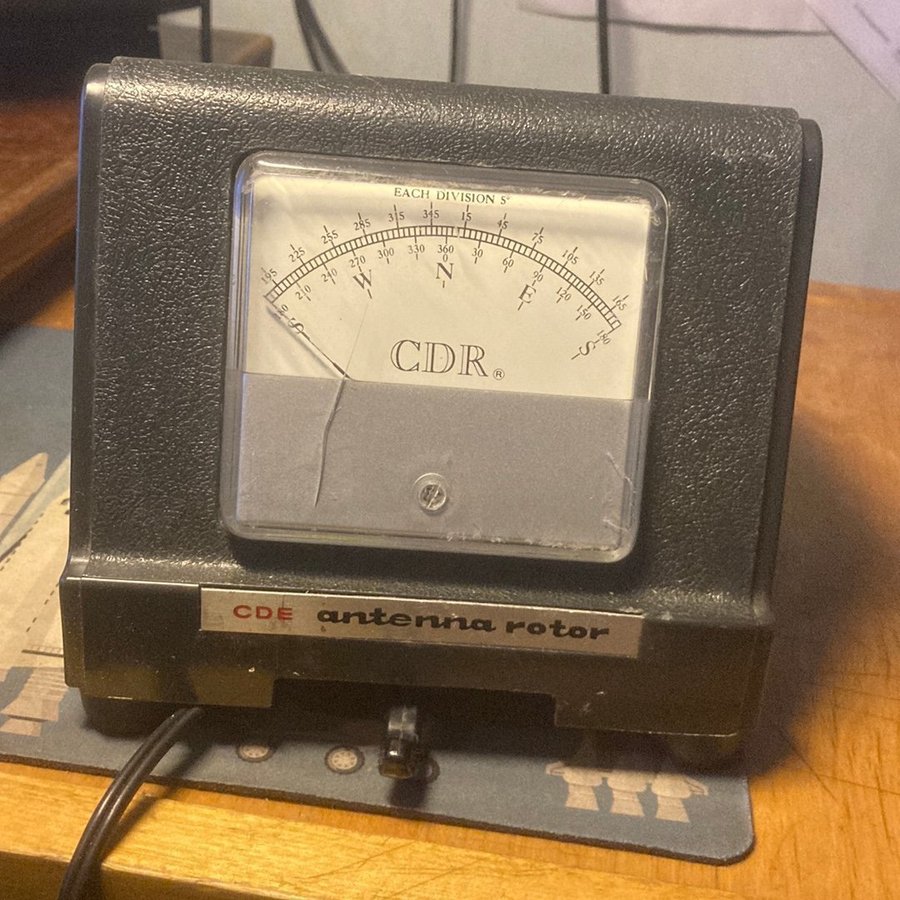 EACH DIVISION 5°
195 225 255 285 315 345 15 45 75 105 135 165
180 210 240 270 300 330 360 0 30 60 90 120 150 180
S W N E S
CDR®
CDE antenna rotor